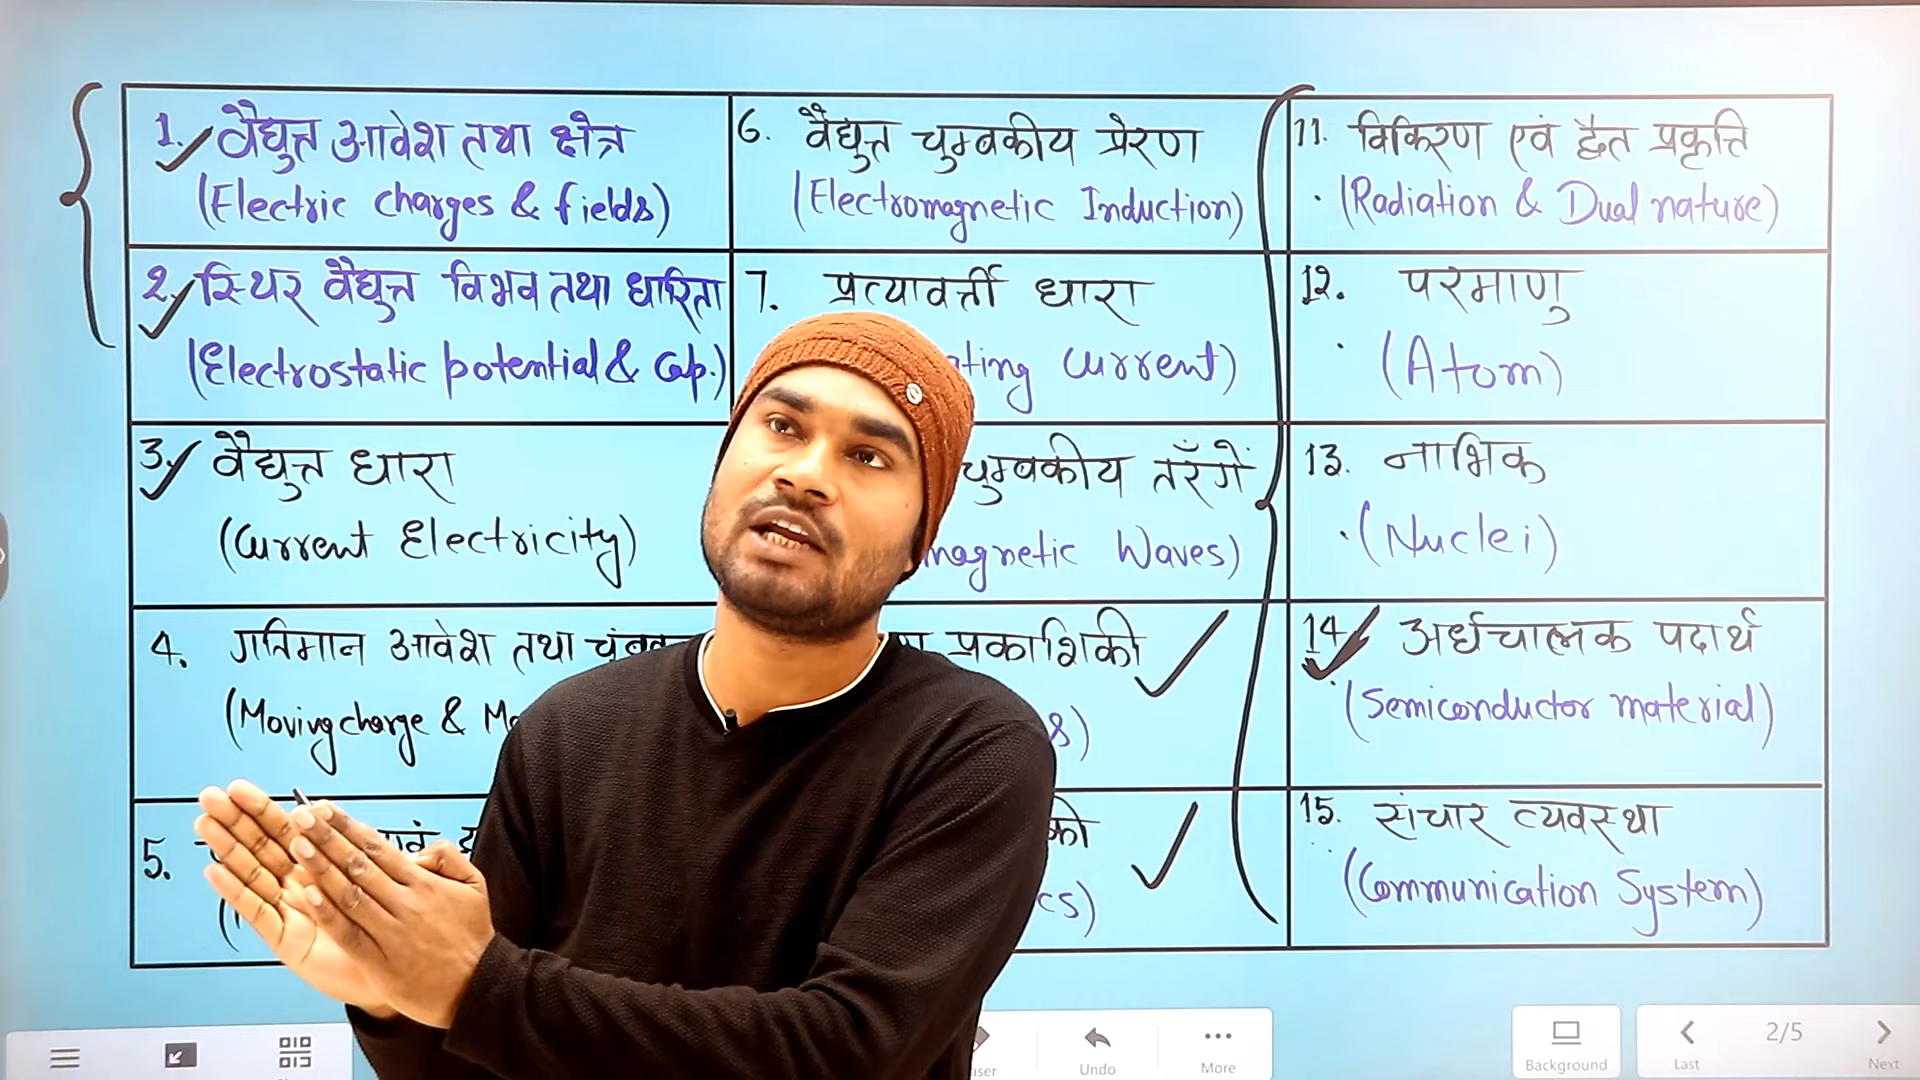 1. वैद्युत आवेश तथा क्षेत्र
(Electric charges & fields)
2. स्थिर वैद्युत विभव तथा धारिता
(Electrostatic potential & Cap.)
3. वैद्युत धारा
(Current Electricity)
4. गतिमान आवेश तथा
(Moving charge &
5.
6. वैद्युत चुम्बकीय प्रेरण
(Electromagnetic Induction)
7. प्रत्यावर्ती धारा
Current)
चुम्बकीय तरँगें
Waves)
प्रकाशिकी
11. विकिरण एवं द्वैत प्रकृति
(Radiation & Dual nature)
12. परमाणु
(Atom)
13. नाभिक
(Nuclei)
14. अर्धचालक पदार्थ
(Semiconductor material)
15. संचार व्यवस्था
(Communication System)
Undo
More
Background
Last
2/5
Next